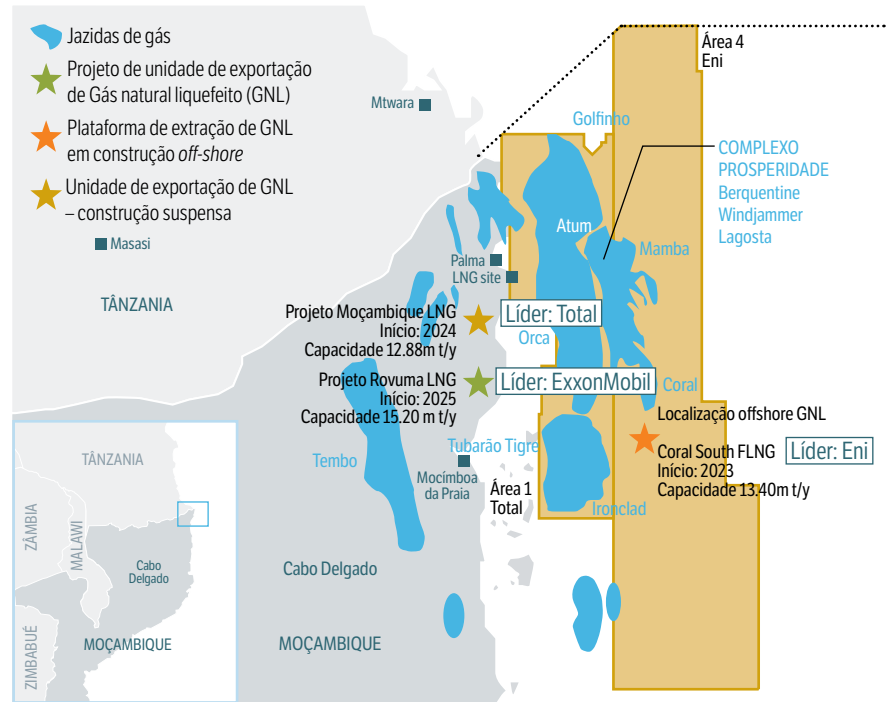 Jazidas de gás
Projeto de unidade de exportação
de Gás natural liquefeito (GNL)
Plataforma de extração de GNL
em construção off-shore
Unidade de exportação de GNL
– construção suspensa
Área 4
Eni
Mtwara
Golfinho
COMPLEXO
PROSPERIDADE
Berquentine
Windjammer
Lagosta
Masasi
Atum
Mamba
Palma
LNG site
TÂNZANIA
Projeto Moçambique LNG
Início: 2024
Capacidade 12.88m t/y
Líder: Total
Orca
Projeto Rovuma LNG
Início: 2025
Capacidade 15.20 m t/y
Líder: ExxonMobil
Coral
Localização offshore GNL
Coral South FLNG
Início: 2023
Capacidade 13.40m t/y
Líder: Eni
Tubarão Tigre
Tembo
Mocímboa
da Praia
Área 1
Total
Ironclad
Cabo Delgado
MOÇAMBIQUE
TÂNZANIA
ZÂMBIA
MALAWI
Cabo
Delgado
MOÇAMBIQUE
ZIMBABUÉ